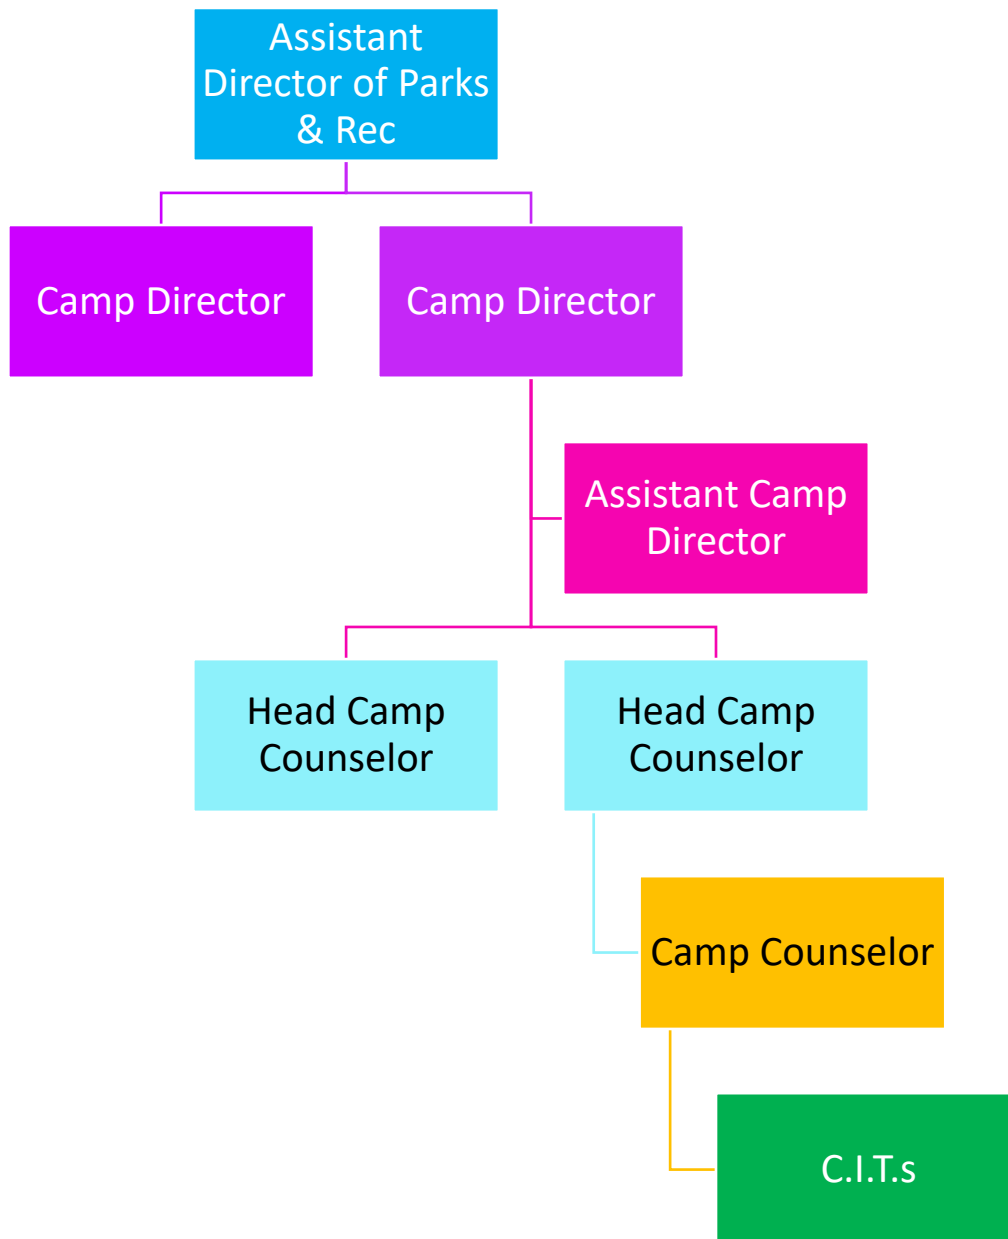 Assistant
Director of Parks
& Rec
Camp Director
Camp Director
Assistant Camp
Director
Head Camp
Counselor
Head Camp
Counselor
Camp Counselor
C.I.T.s